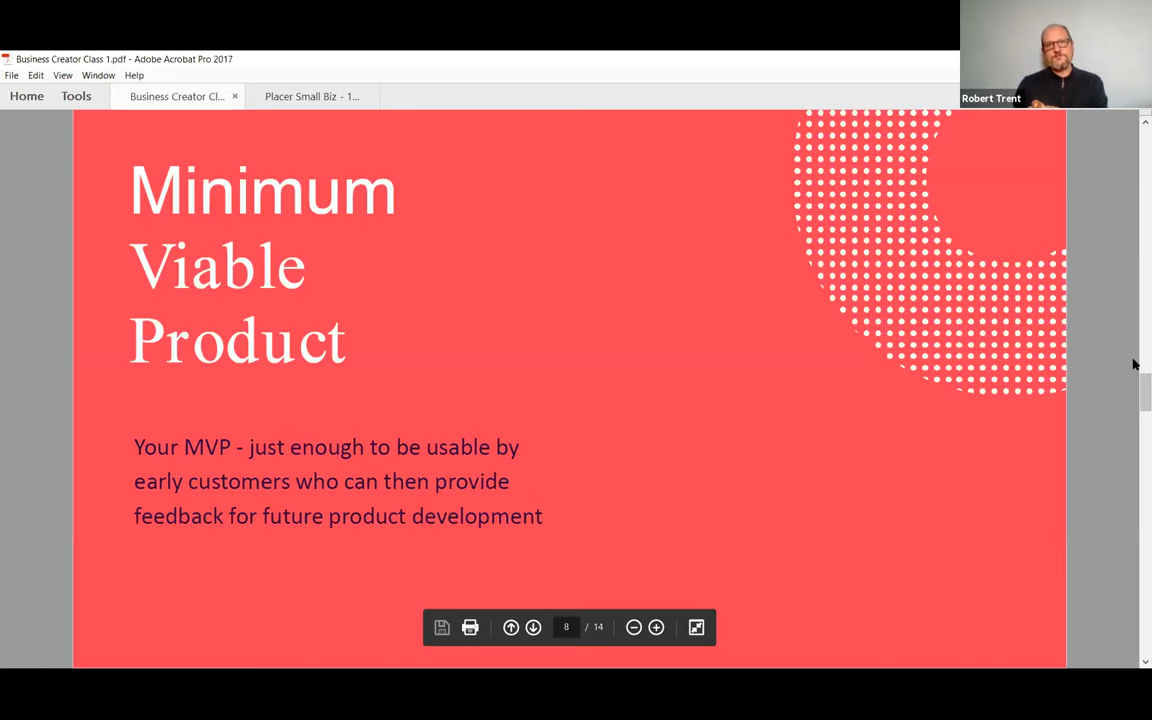 Business Creator Class 1.pdf - Adobe Acrobat Pro 2017
File Edit View Window Help
Home Tools Business Creator Cl... × Placer Small Biz - 1...
Robert Trent
Minimum
Viable
Product
Your MVP - just enough to be usable by
early customers who can then provide
feedback for future product development
8 / 14